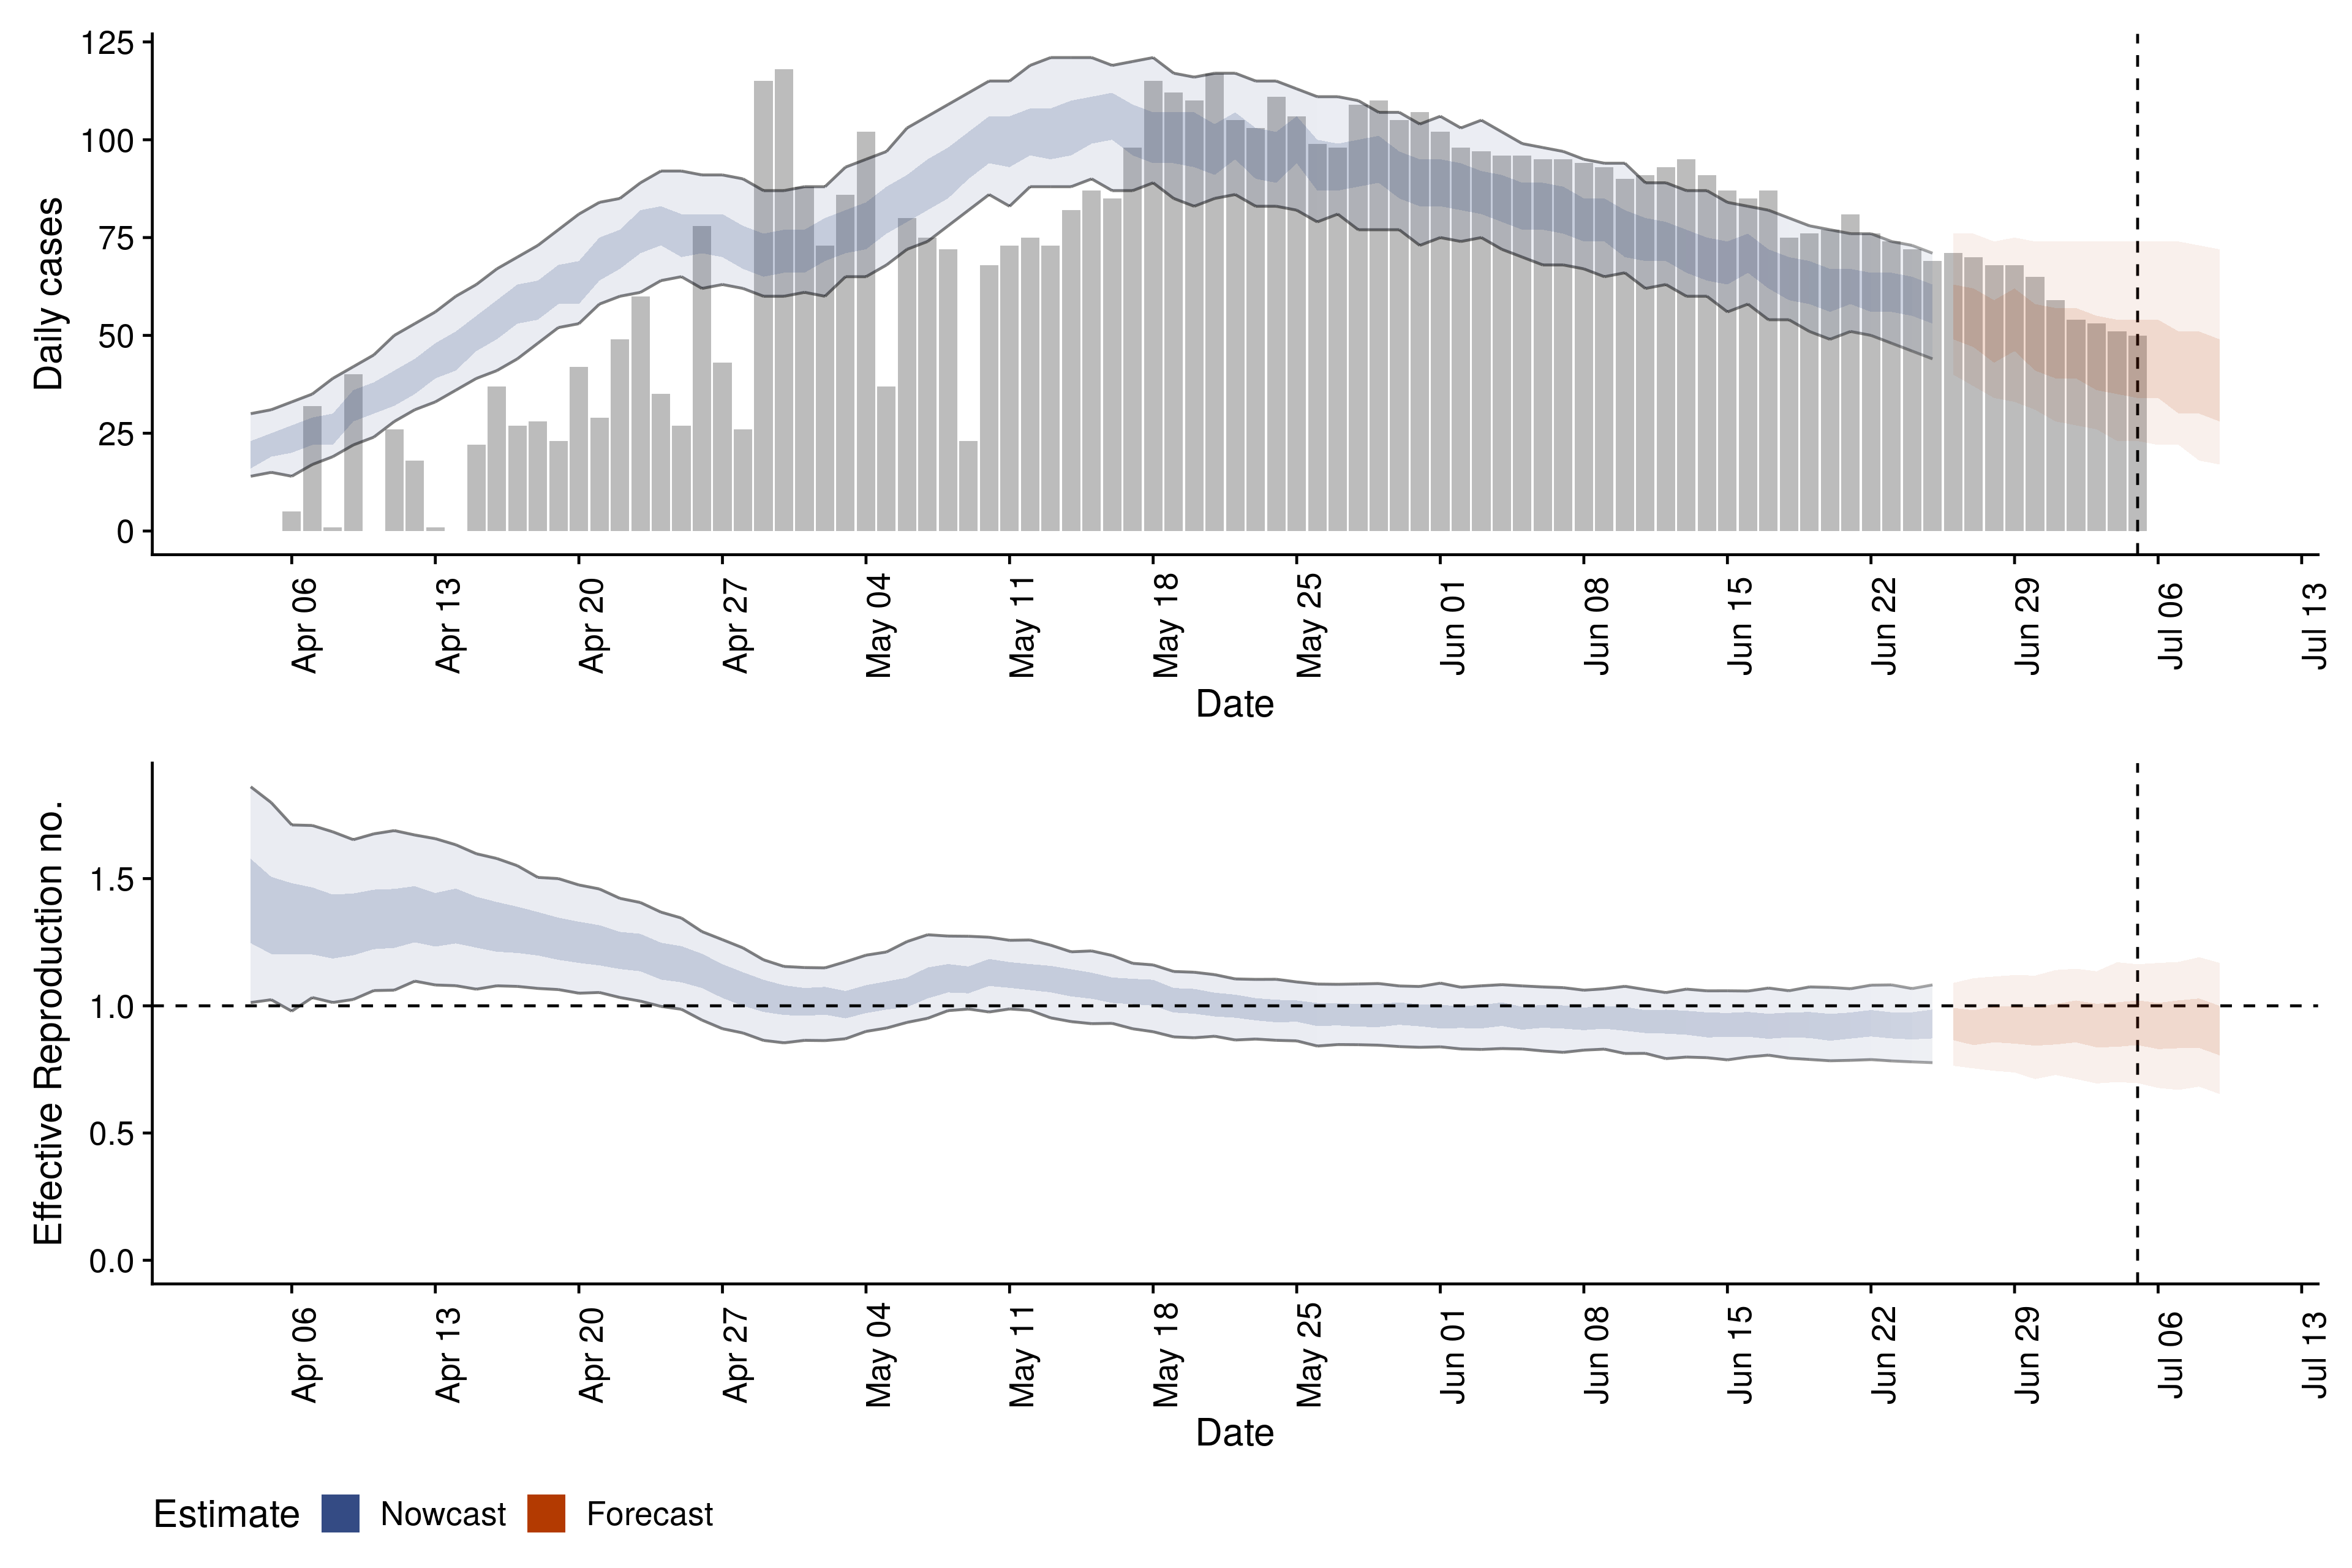 Daily cases
125
100
75
50
25
0
Apr 06
Apr 13
Apr 20
Apr 27
May 04
May 11
May 18
May 25
Jun 01
Jun 08
Jun 15
Jun 22
Jun 29
Jul 06
Jul 13
Date
Effective Reproduction no.
1.5
1.0
0.5
0.0
Apr 06
Apr 13
Apr 20
Apr 27
May 04
May 11
May 18
May 25
Jun 01
Jun 08
Jun 15
Jun 22
Jun 29
Jul 06
Jul 13
Date
Estimate Nowcast Forecast